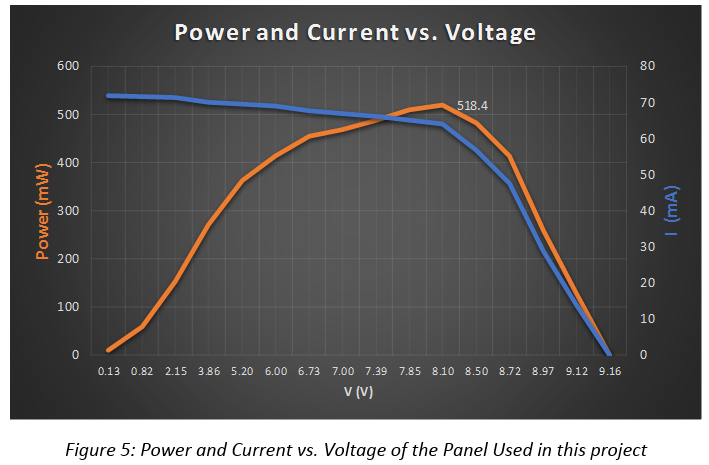 Power and Current vs. Voltage
600
500
400
300
200
100
0
Power (mW)
80
70
60
50
40
30
20
10
0
I (mA)
518.4
0.13 0.82 2.15 3.86 5.20 6.00 6.73 7.00 7.39 7.85 8.10 8.50 8.72 8.97 9.12 9.16
V (V)
Figure 5: Power and Current vs. Voltage of the Panel Used in this project